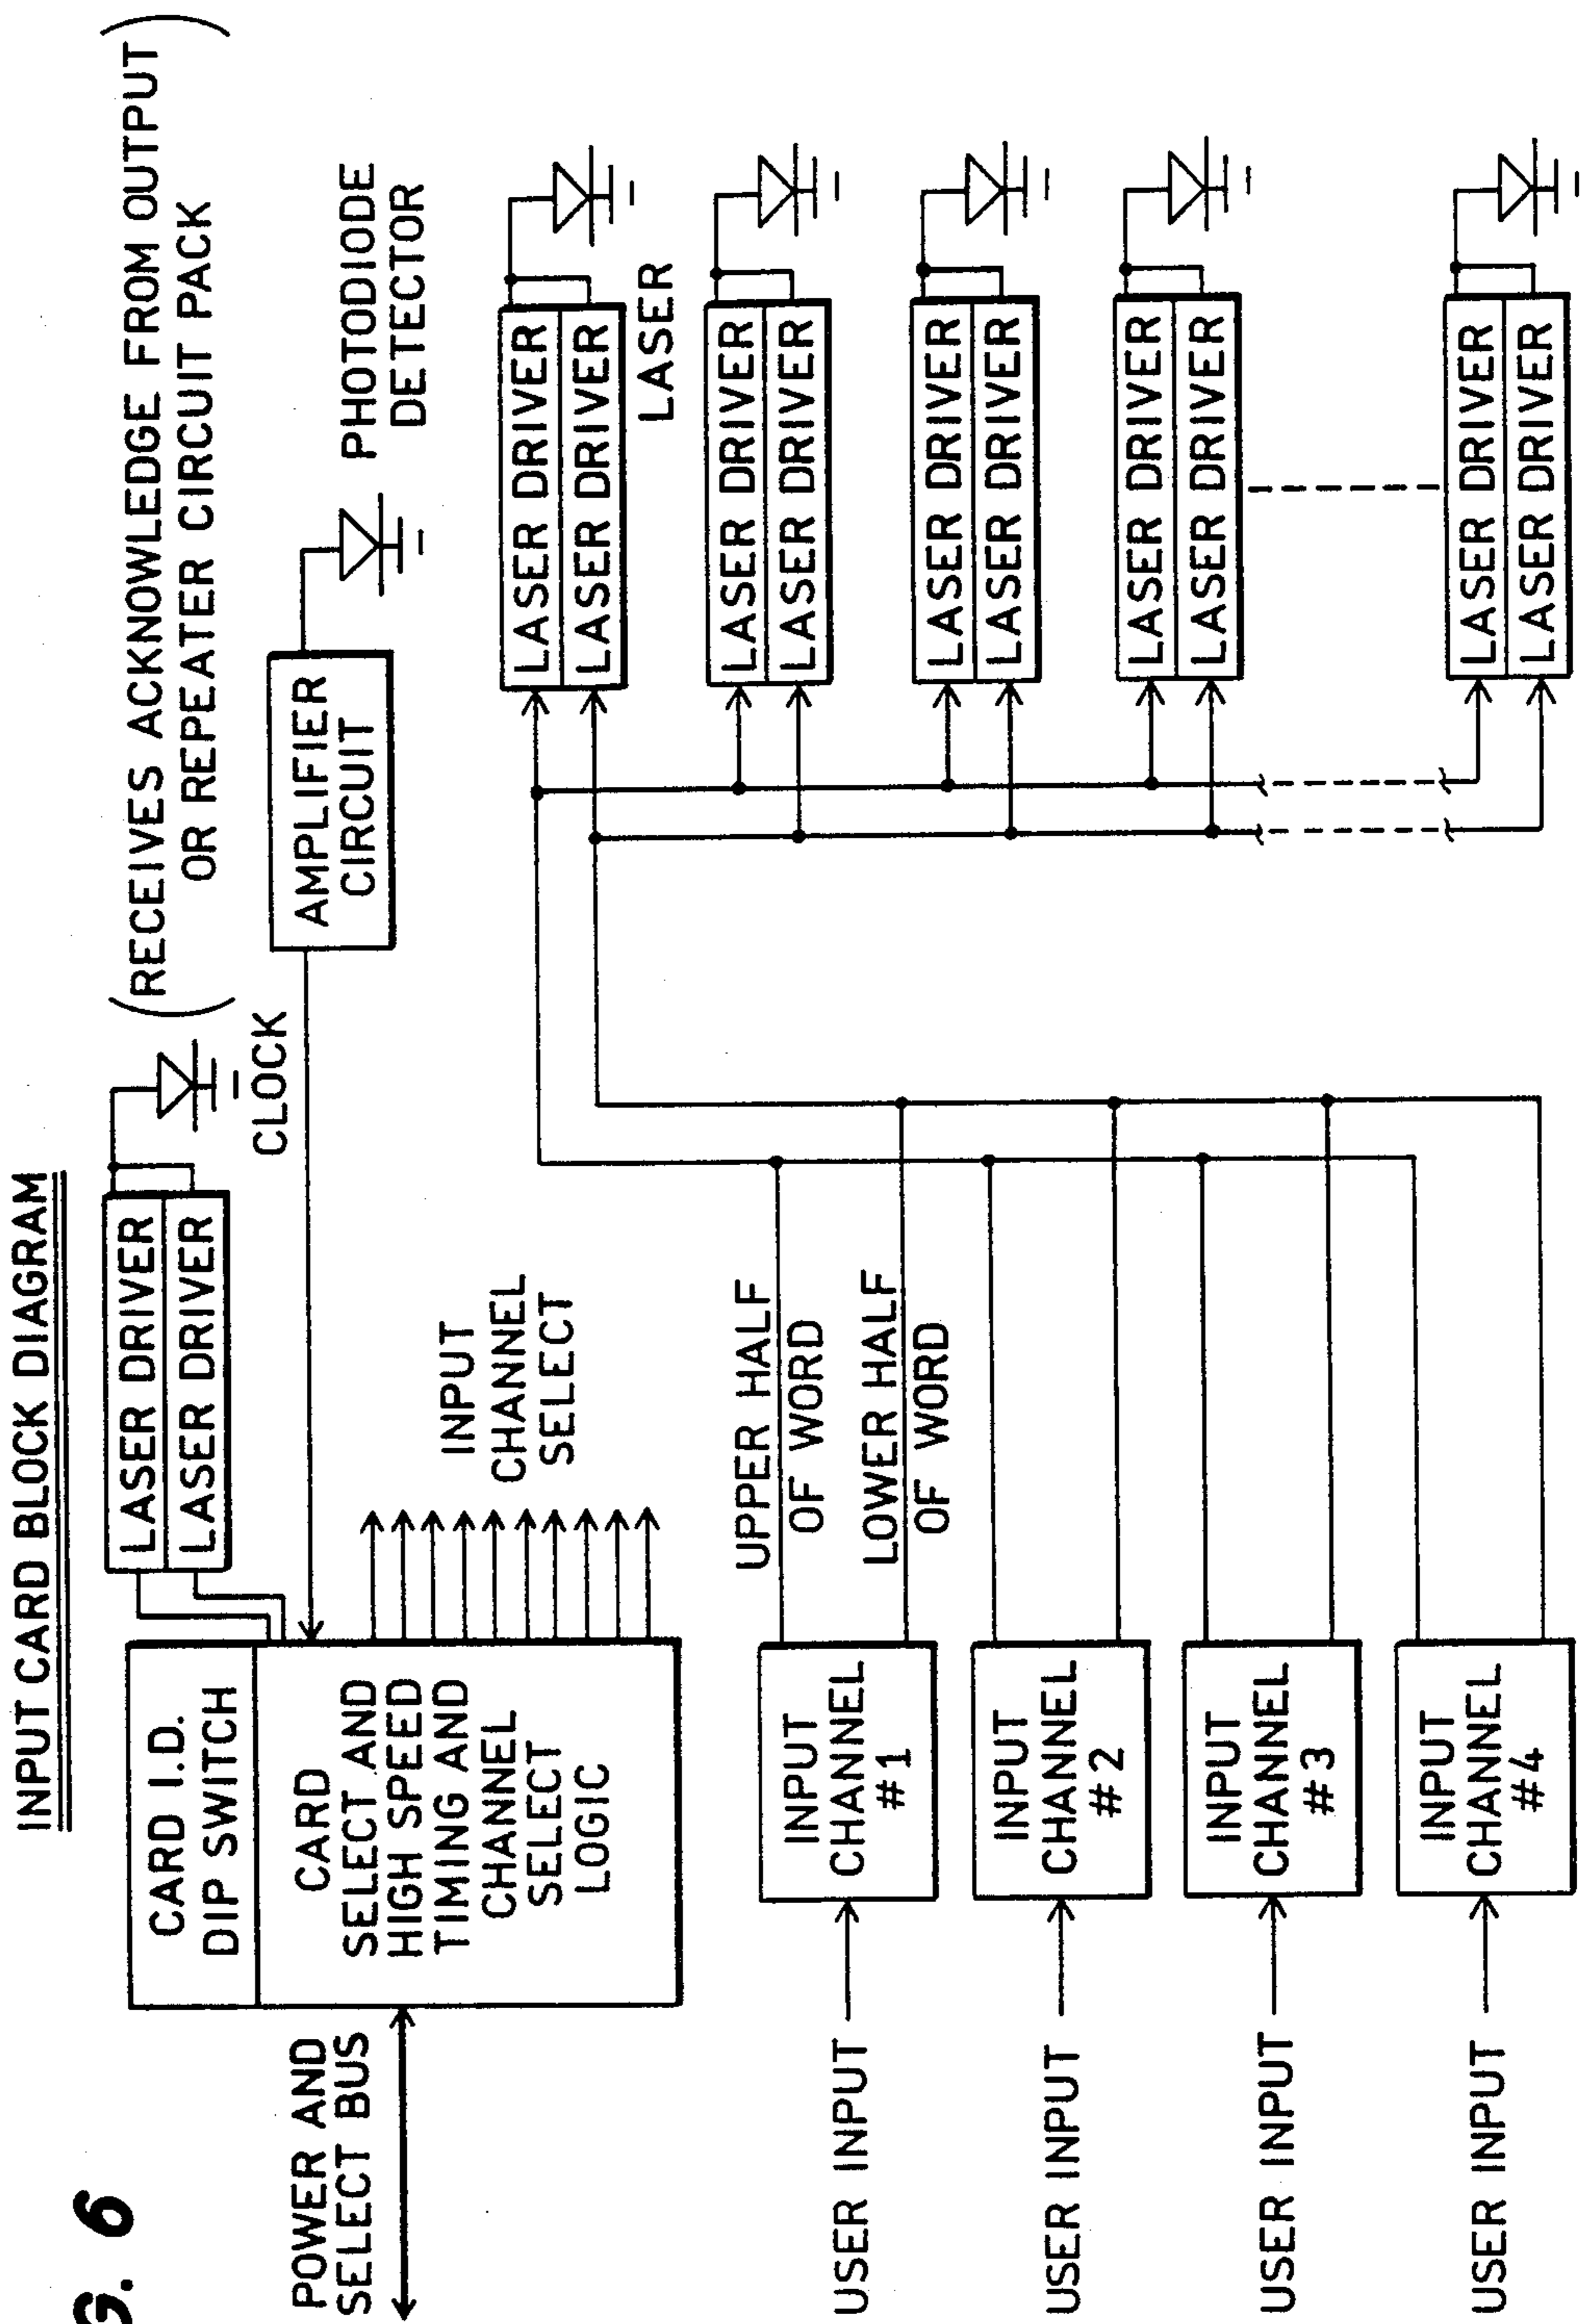 INPUT CARD BLOCK DIAGRAM
LASER DRIVER
LASER DRIVER
(RECEIVES ACKNOWLEDGE FROM OUTPUT
OR REPEATER CIRCUIT PACK)
CARD I.D.
DIP SWITCH
CARD
SELECT AND
HIGH SPEED
TIMING AND
CHANNEL
SELECT
LOGIC
POWER AND
SELECT BUS
CLOCK
AMPLIFIER
CIRCUIT
PHOTODIODE
DETECTOR
INPUT
CHANNEL
SELECT
LASER DRIVER
LASER DRIVER
LASER
LASER DRIVER
LASER DRIVER
LASER DRIVER
LASER DRIVER
LASER DRIVER
LASER DRIVER
LASER DRIVER
LASER DRIVER
UPPER HALF
OF WORD
LOWER HALF
OF WORD
USER INPUT
INPUT
CHANNEL
#1
USER INPUT
INPUT
CHANNEL
#2
USER INPUT
INPUT
CHANNEL
#3
USER INPUT
INPUT
CHANNEL
#4
G. 6